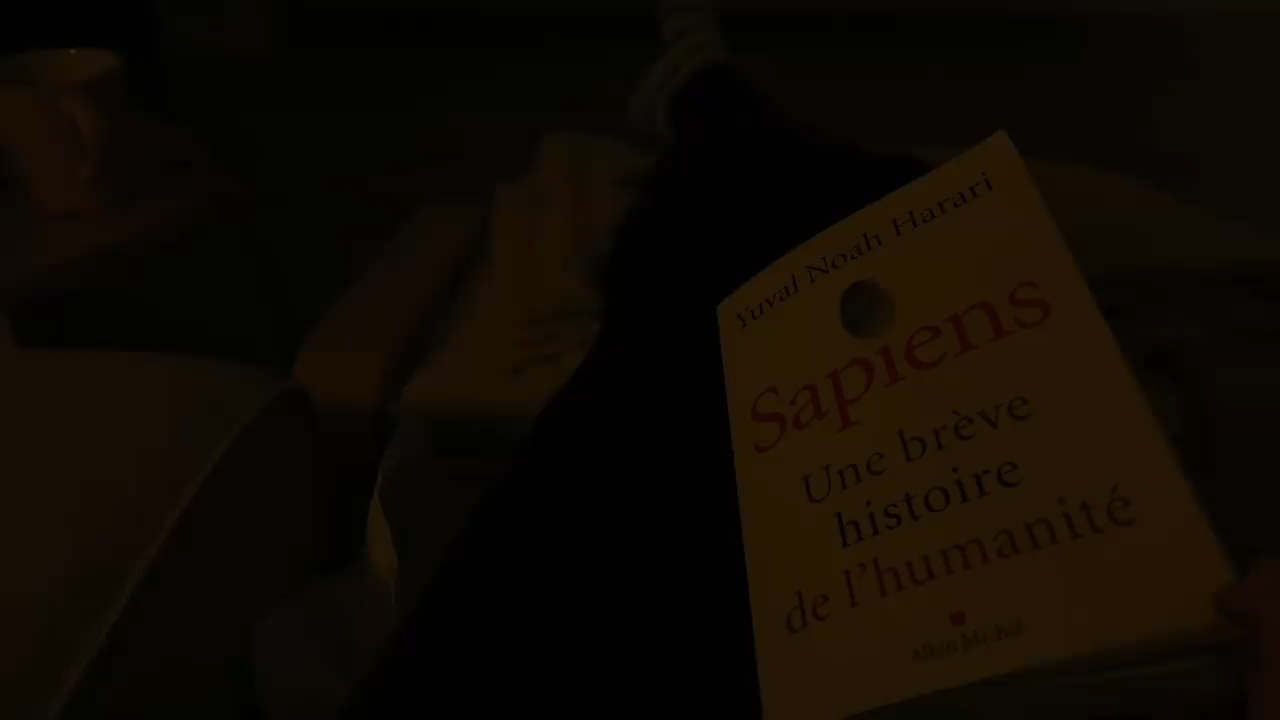 Yuval Noah Harari
Sapiens
Une brève
histoire
de l'humanité
Albin Michel